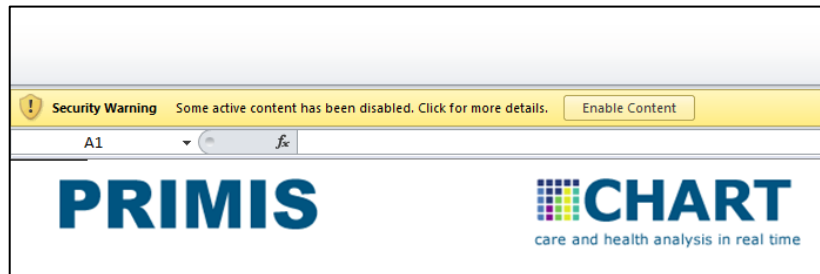 Security Warning Some active content has been disabled. Click for more details. Enable Content
A1 fx
PRIMIS CHART
care and health analysis in real time